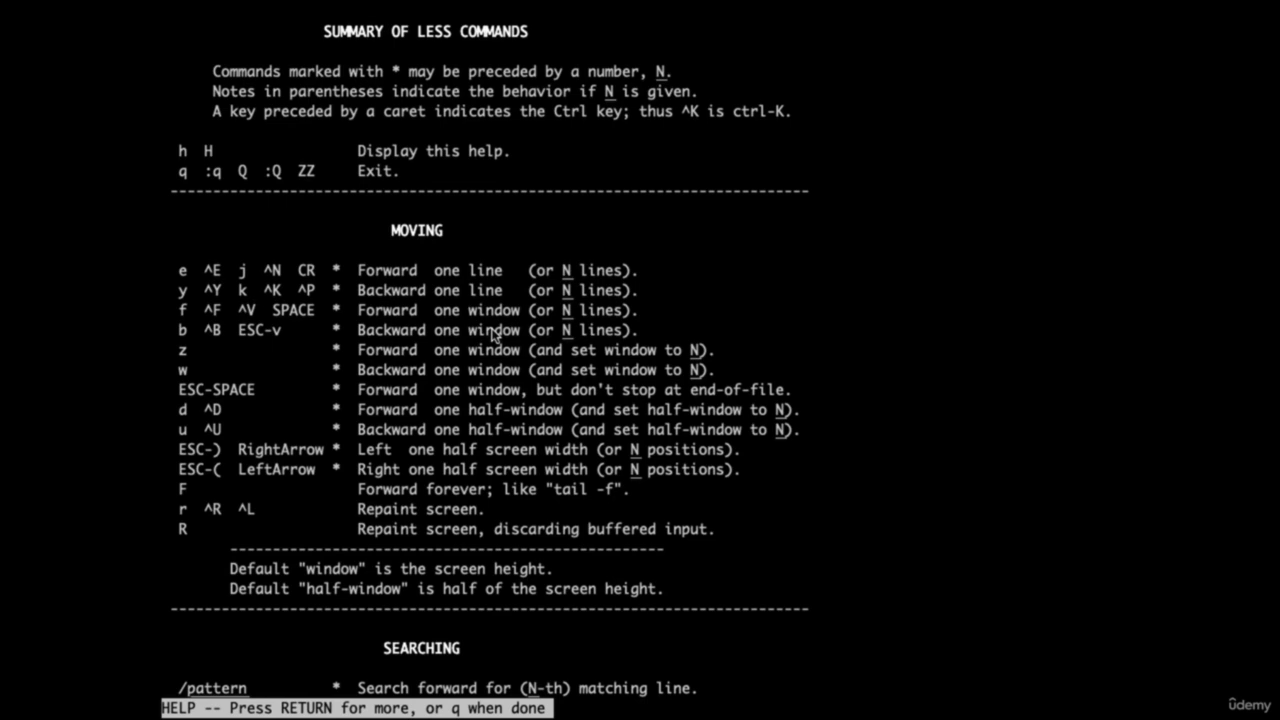 SUMMARY OF LESS COMMANDS
Commands marked with * may be preceded by a number, N.
Notes in parentheses indicate the behavior if N is given.
A key preceded by a caret indicates the Ctrl key; thus ^K is ctrl-K.
h  H                 Display this help.
q  :q  Q  :Q  ZZ     Exit.
---------------------------------------------------------------------------
MOVING
e  ^E  j  ^N  CR  *  Forward  one line   (or N lines).
y  ^Y  k  ^K  ^P  *  Backward one line   (or N lines).
f  ^F  ^V  SPACE  *  Forward  one window (or N lines).
b  ^B  ESC-v      *  Backward one window (or N lines).
z                 *  Forward  one window (and set window to N).
w                 *  Backward one window (and set window to N).
ESC-SPACE         *  Forward  one window, but don't stop at end-of-file.
d  ^D             *  Forward  one half-window (and set half-window to N).
u  ^U             *  Backward one half-window (and set half-window to N).
ESC-)  RightArrow *  Left  one half screen width (or N positions).
ESC-(  LeftArrow  *  Right one half screen width (or N positions).
F                    Forward forever; like "tail -f".
r  ^R  ^L            Repaint screen.
R                    Repaint screen, discarding buffered input.
---------------------------------------------------
Default "window" is the screen height.
Default "half-window" is half of the screen height.
---------------------------------------------------------------------------
SEARCHING
/pattern          *  Search forward for (N-th) matching line.
HELP -- Press RETURN for more, or q when done
ûdemy